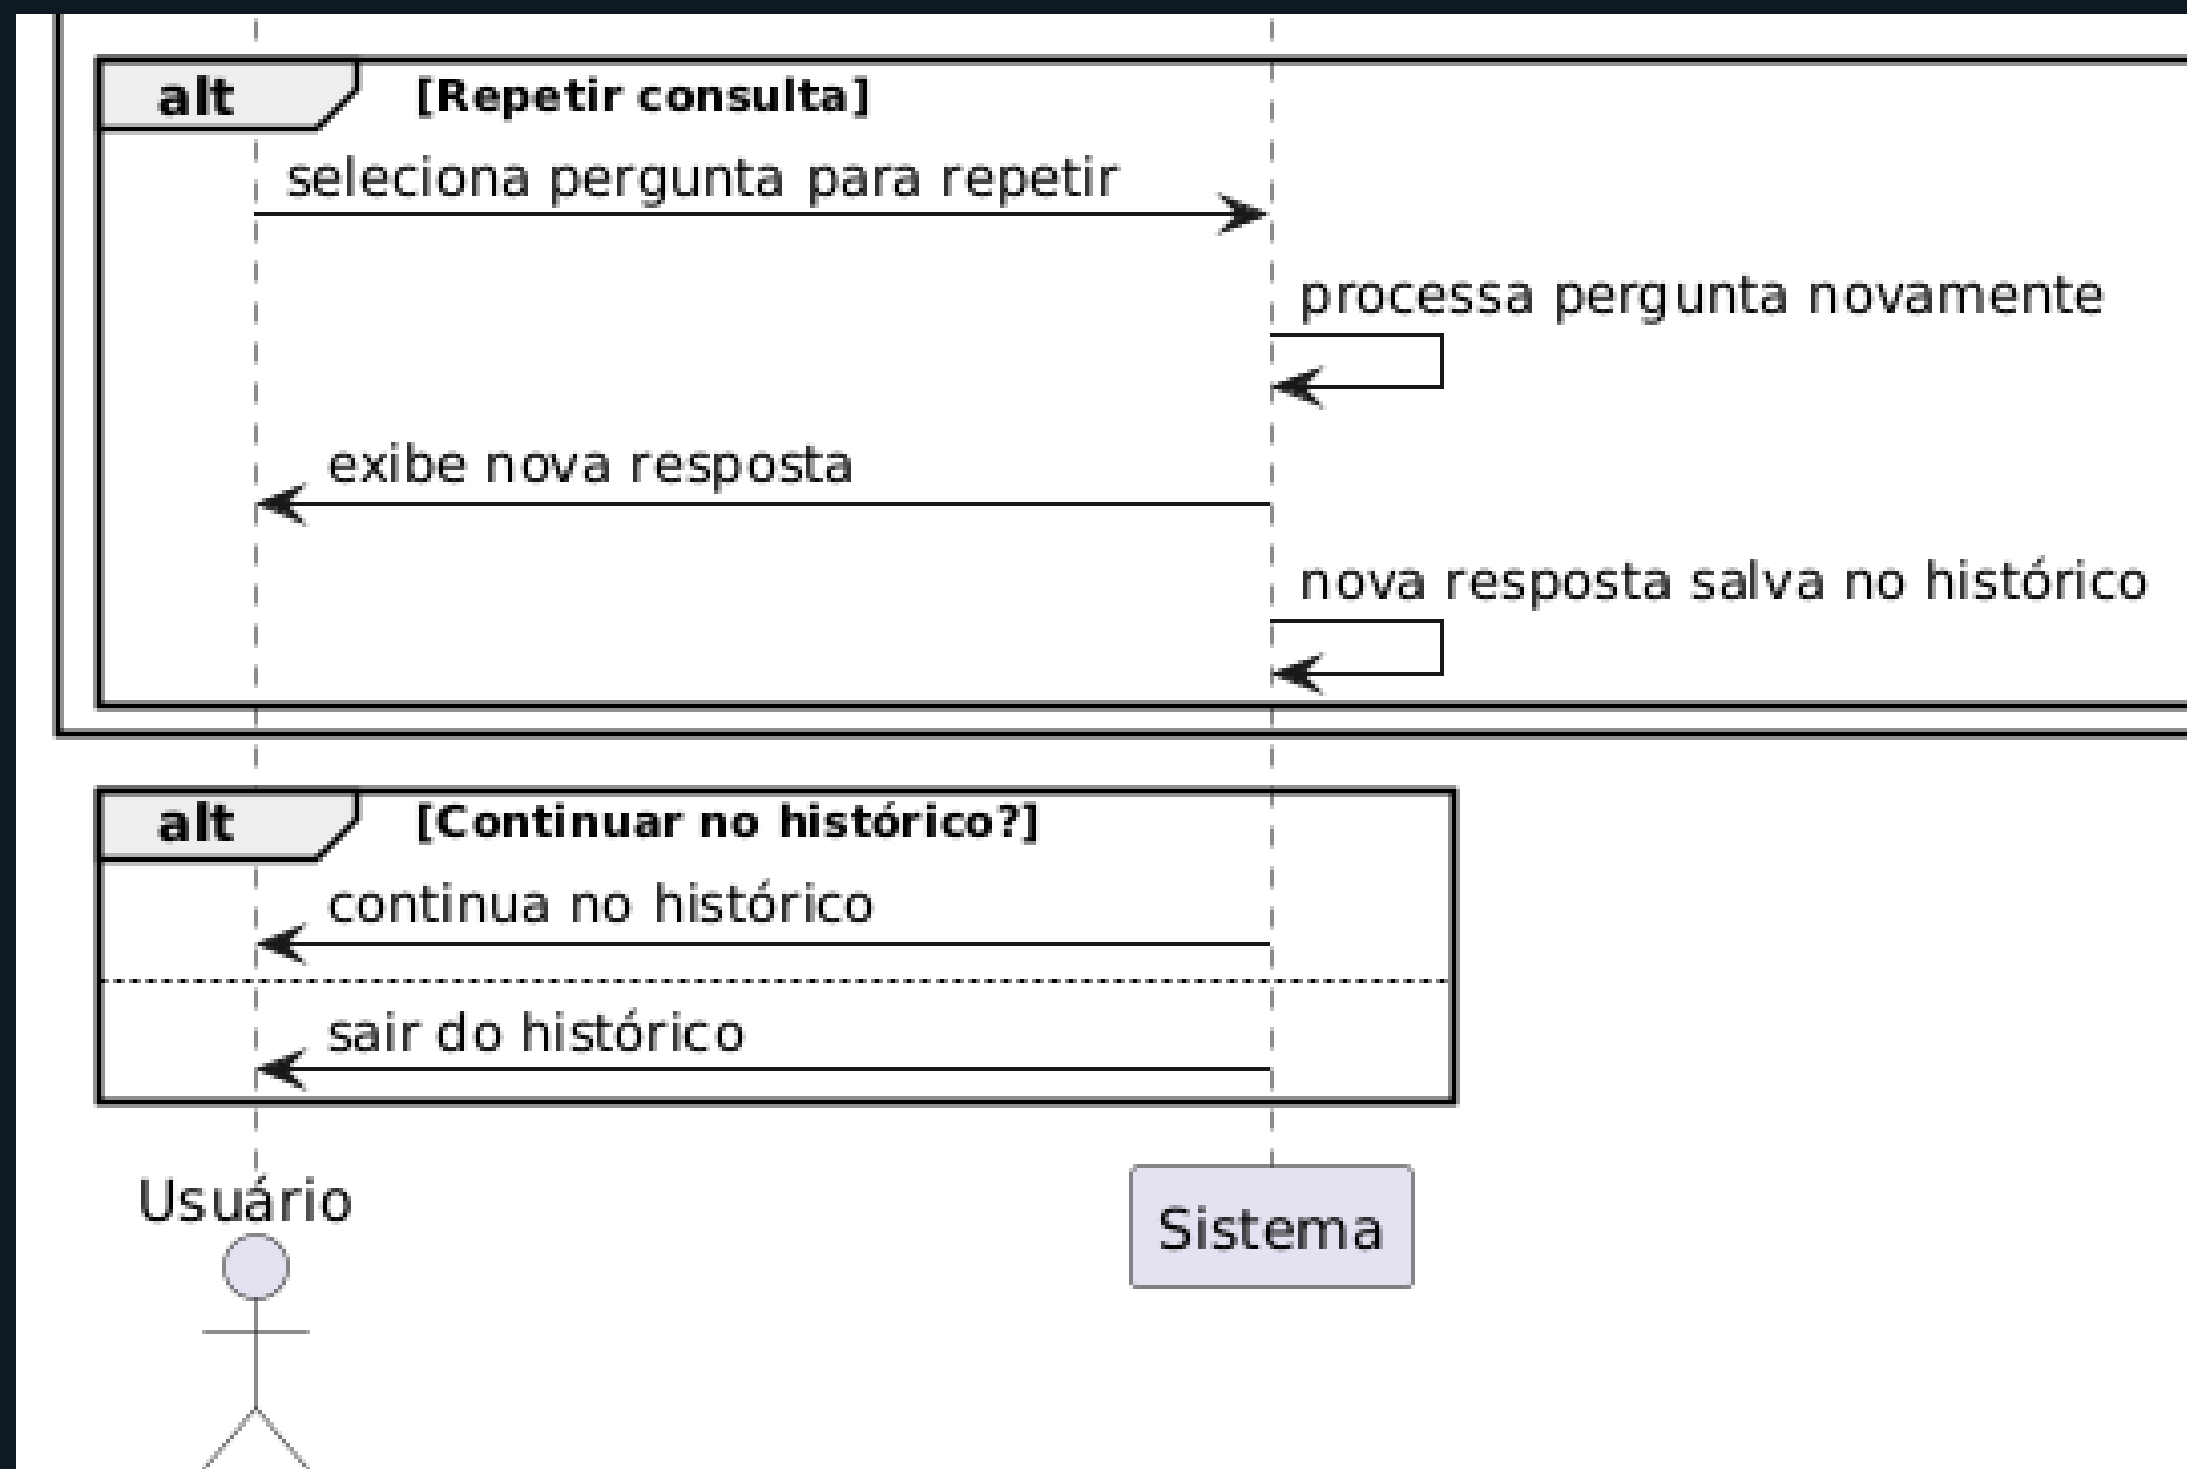 alt [Repetir consulta]
seleciona pergunta para repetir
processa pergunta novamente
exibe nova resposta
nova resposta salva no histórico
alt [Continuar no histórico?]
continua no histórico
sair do histórico
Usuário
Sistema